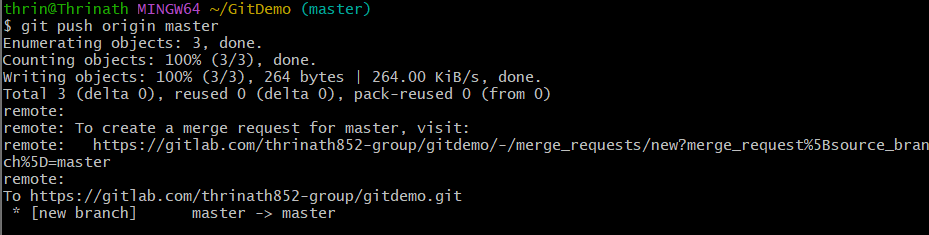 thrin@Thrinath MINGW64 ~/GitDemo (master)
$ git push origin master
Enumerating objects: 3, done.
Counting objects: 100% (3/3), done.
Writing objects: 100% (3/3), 264 bytes | 264.00 KiB/s, done.
Total 3 (delta 0), reused 0 (delta 0), pack-reused 0 (from 0)
remote:
remote: To create a merge request for master, visit:
remote:   https://gitlab.com/thrinath852-group/gitdemo/-/merge_requests/new?merge_request%5Bsource_bran
ch%5D=master
remote:
To https://gitlab.com/thrinath852-group/gitdemo.git
 * [new branch]      master -> master